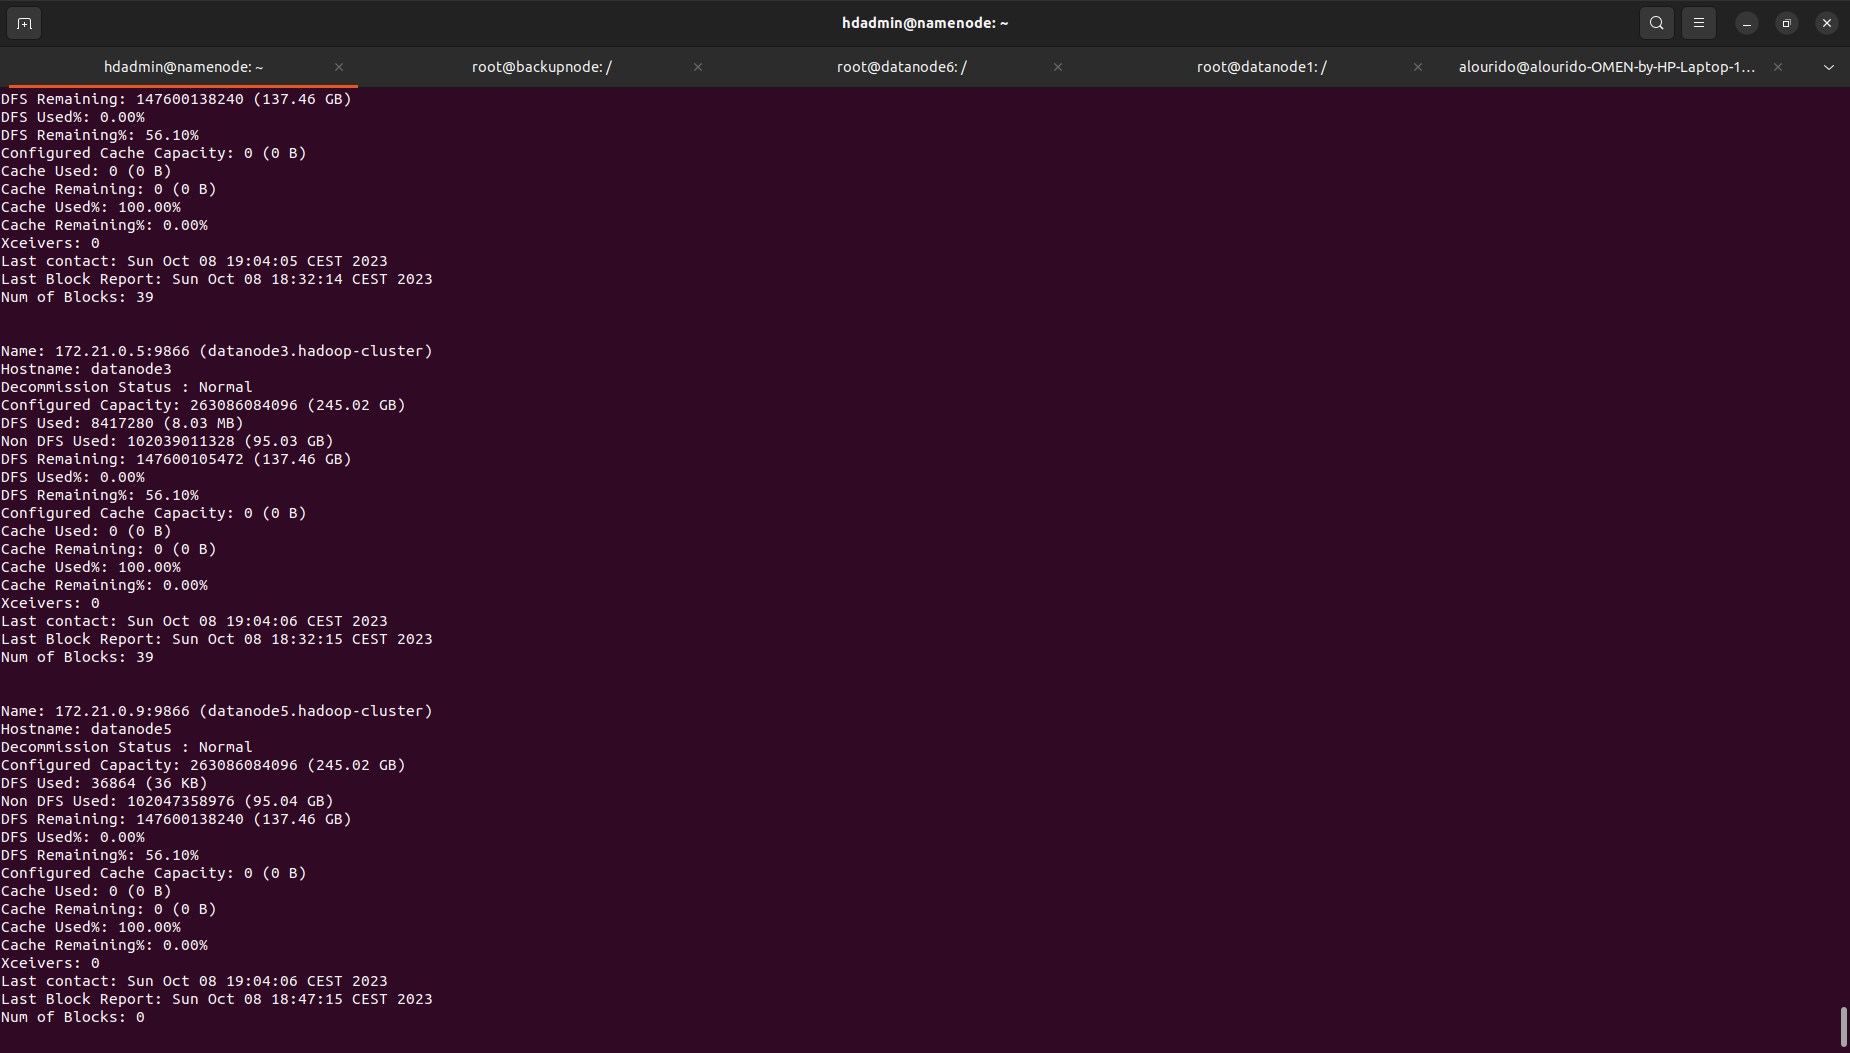 hdadmin@namenode: ~
hdadmin@namenode: ~
root@backupnode: /
root@datanode6: /
root@datanode1: /
alourido@alourido-OMEN-by-HP-Laptop-1...
DFS Remaining: 147600138240 (137.46 GB)
DFS Used%: 0.00%
DFS Remaining%: 56.10%
Configured Cache Capacity: 0 (0 B)
Cache Used: 0 (0 B)
Cache Remaining: 0 (0 B)
Cache Used%: 100.00%
Cache Remaining%: 0.00%
Xceivers: 0
Last contact: Sun Oct 08 19:04:05 CEST 2023
Last Block Report: Sun Oct 08 18:32:14 CEST 2023
Num of Blocks: 39
Name: 172.21.0.5:9866 (datanode3.hadoop-cluster)
Hostname: datanode3
Decommission Status : Normal
Configured Capacity: 263086084096 (245.02 GB)
DFS Used: 8417280 (8.03 MB)
Non DFS Used: 102039011328 (95.03 GB)
DFS Remaining: 147600105472 (137.46 GB)
DFS Used%: 0.00%
DFS Remaining%: 56.10%
Configured Cache Capacity: 0 (0 B)
Cache Used: 0 (0 B)
Cache Remaining: 0 (0 B)
Cache Used%: 100.00%
Cache Remaining%: 0.00%
Xceivers: 0
Last contact: Sun Oct 08 19:04:06 CEST 2023
Last Block Report: Sun Oct 08 18:32:15 CEST 2023
Num of Blocks: 39
Name: 172.21.0.9:9866 (datanode5.hadoop-cluster)
Hostname: datanode5
Decommission Status : Normal
Configured Capacity: 263086084096 (245.02 GB)
DFS Used: 36864 (36 KB)
Non DFS Used: 102047358976 (95.04 GB)
DFS Remaining: 147600138240 (137.46 GB)
DFS Used%: 0.00%
DFS Remaining%: 56.10%
Configured Cache Capacity: 0 (0 B)
Cache Used: 0 (0 B)
Cache Remaining: 0 (0 B)
Cache Used%: 100.00%
Cache Remaining%: 0.00%
Xceivers: 0
Last contact: Sun Oct 08 19:04:06 CEST 2023
Last Block Report: Sun Oct 08 18:47:15 CEST 2023
Num of Blocks: 0